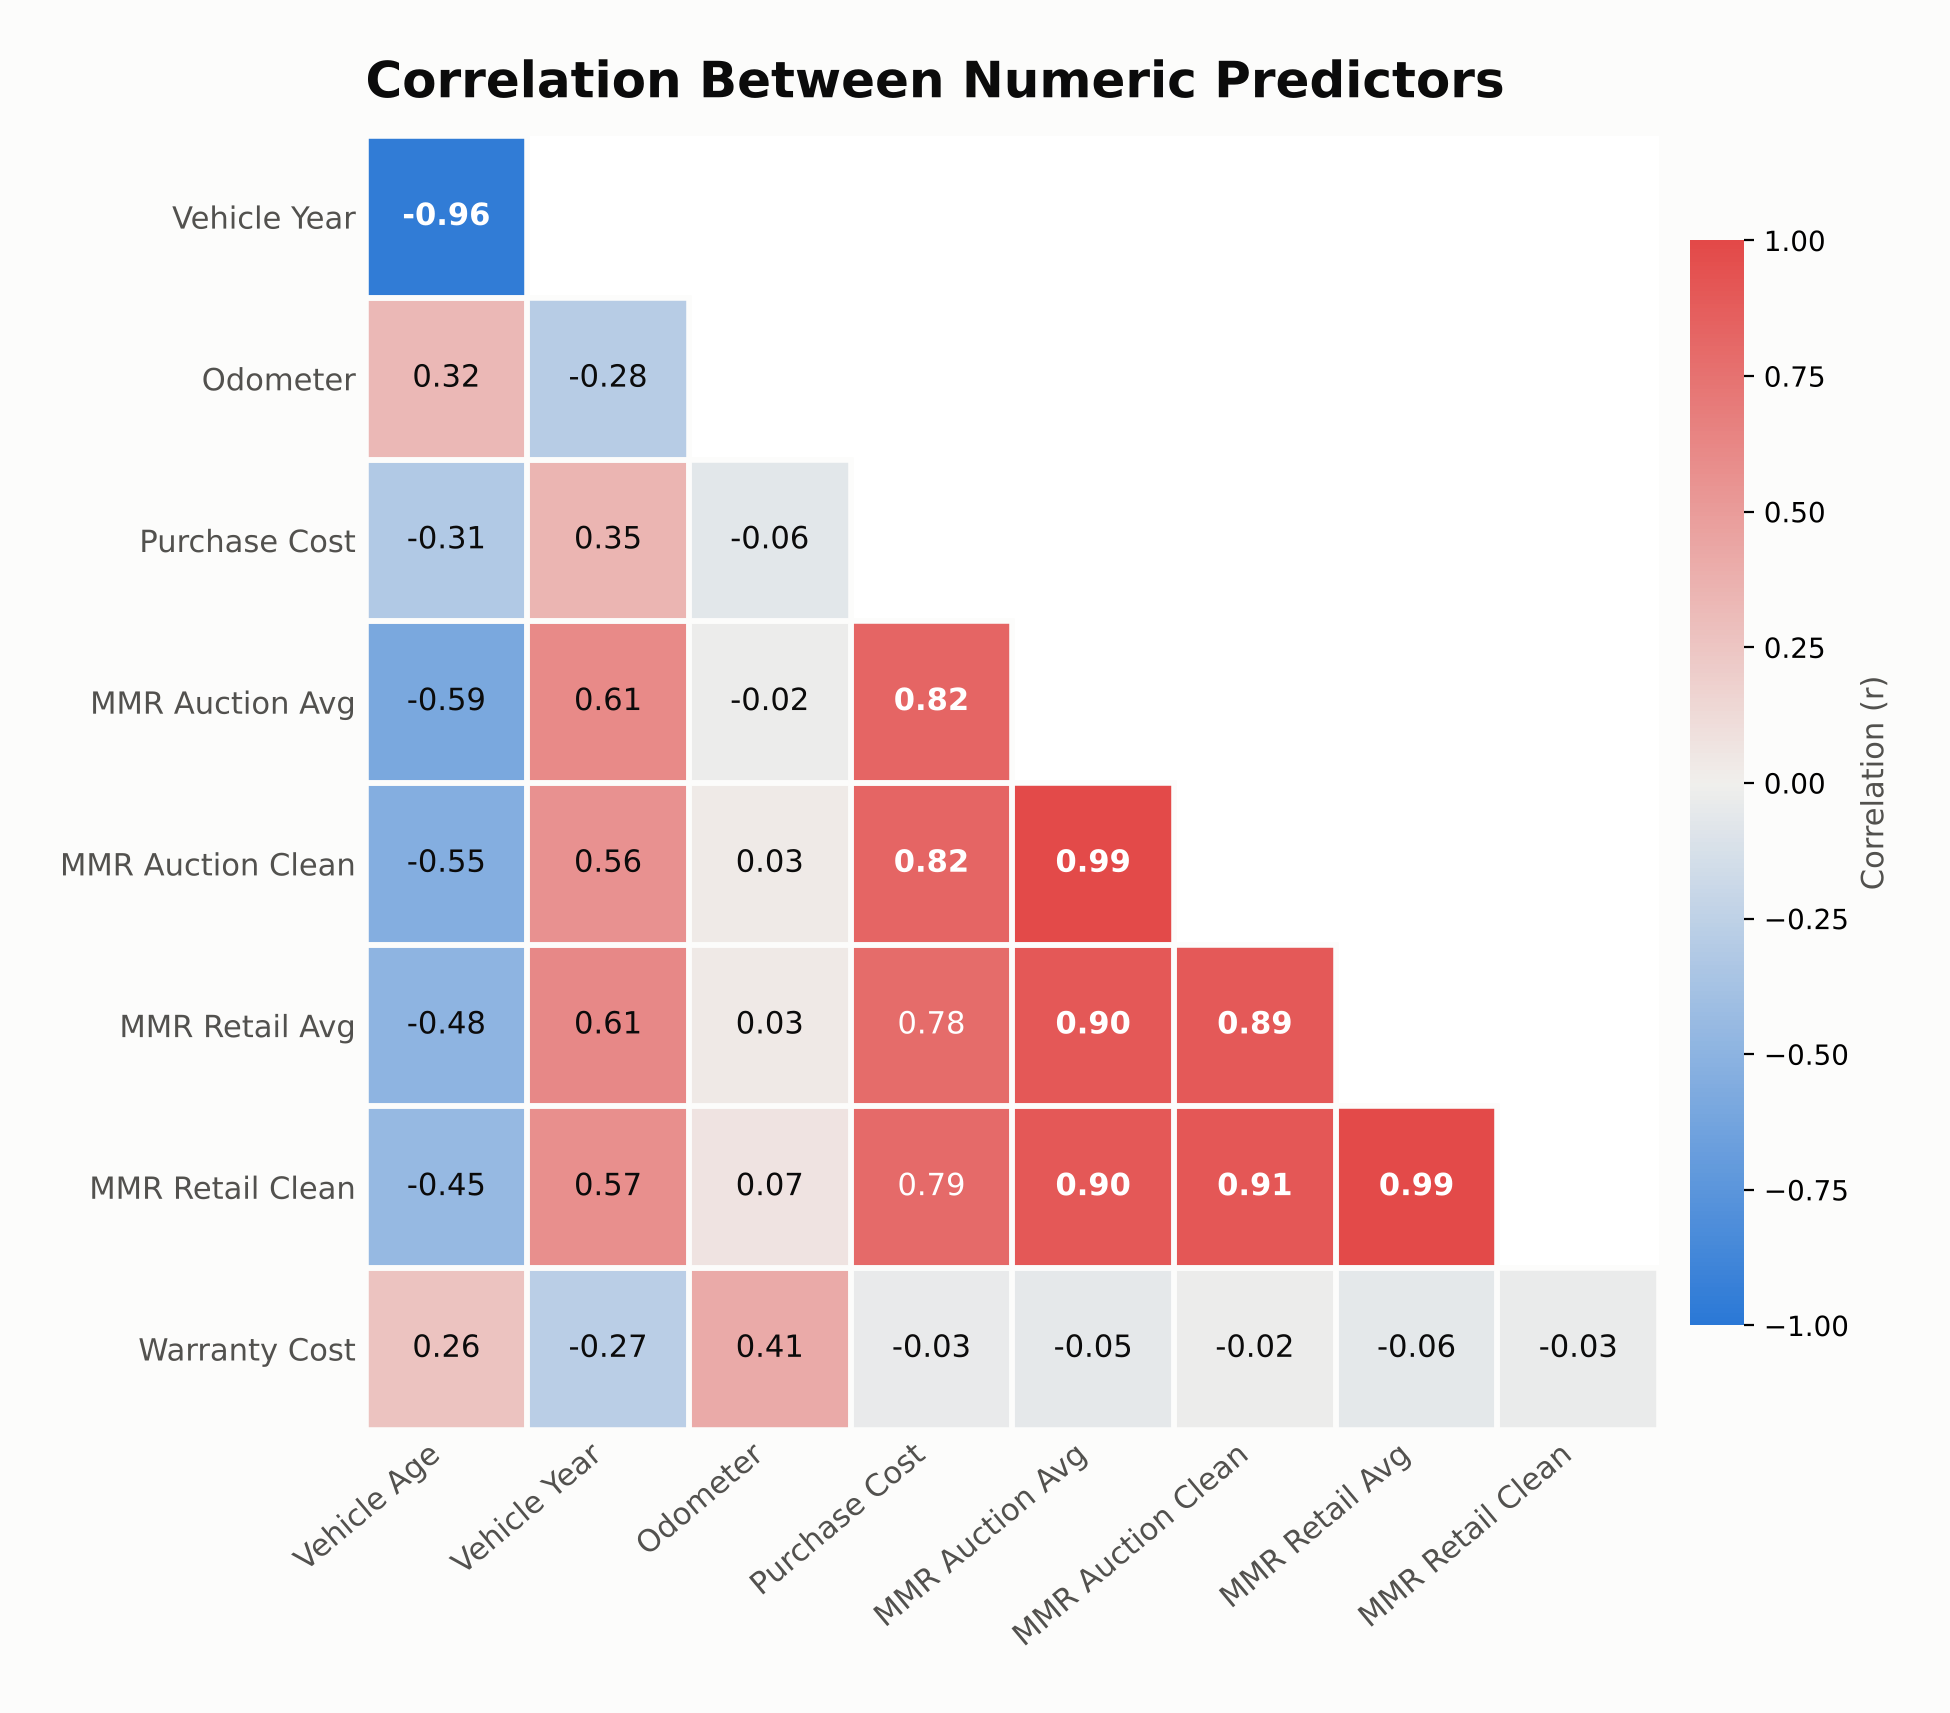 Correlation Between Numeric Predictors
Vehicle Year -0.96
Odometer 0.32 -0.28
Purchase Cost -0.31 0.35 -0.06
MMR Auction Avg -0.59 0.61 -0.02 0.82
MMR Auction Clean -0.55 0.56 0.03 0.82 0.99
MMR Retail Avg -0.48 0.61 0.03 0.78 0.90 0.89
MMR Retail Clean -0.45 0.57 0.07 0.79 0.90 0.91 0.99
Warranty Cost 0.26 -0.27 0.41 -0.03 -0.05 -0.02 -0.06 -0.03
Vehicle Age
Vehicle Year
Odometer
Purchase Cost
MMR Auction Avg
MMR Auction Clean
MMR Retail Avg
MMR Retail Clean
1.00
0.75
0.50
0.25
0.00
−0.25
−0.50
−0.75
−1.00
Correlation (r)